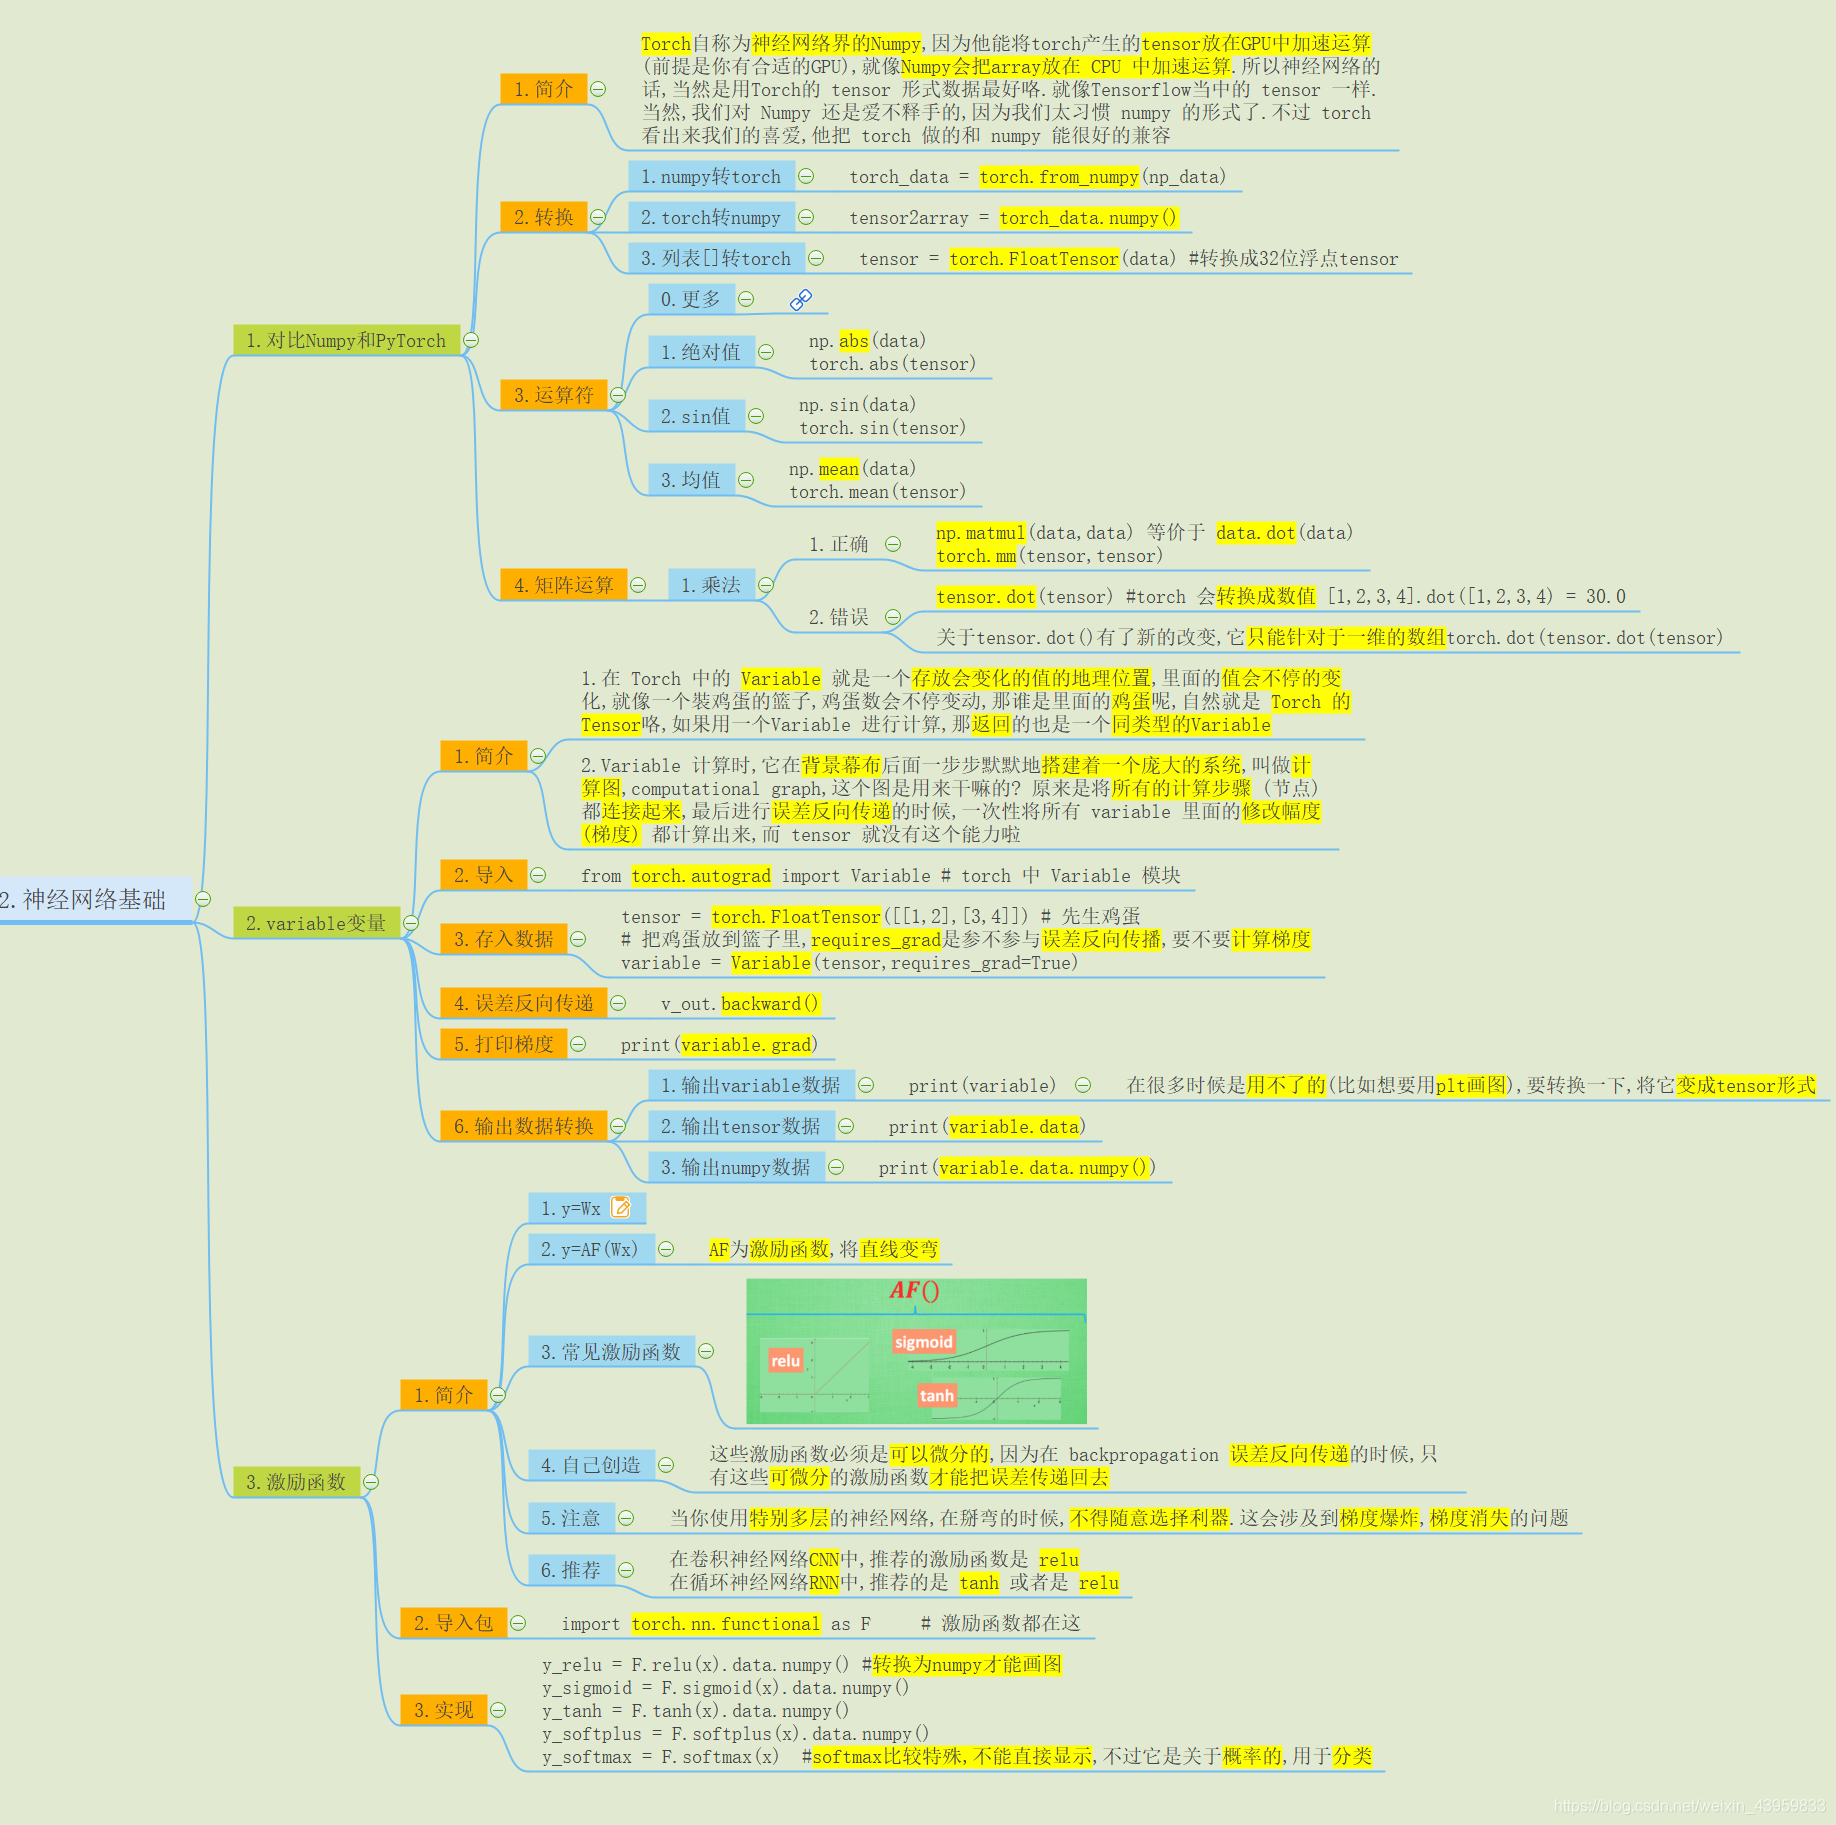 Torch自称为神经网络界的Numpy,因为他能将torch产生的tensor放在GPU中加速运算
(前提是你有合适的GPU),就像Numpy会把array放在 CPU 中加速运算.所以神经网络的
话,当然是用Torch的 tensor 形式数据最好咯.就像Tensorflow当中的 tensor 一样.
当然,我们对 Numpy 还是爱不释手的,因为我们太习惯 numpy 的形式了.不过 torch
看出来我们的喜爱,他把 torch 做的和 numpy 能很好的兼容
1.简介
1.numpy转torch
torch_data = torch.from_numpy(np_data)
2.转换
2.torch转numpy
tensor2array = torch_data.numpy()
3.列表[]转torch
tensor = torch.FloatTensor(data) #转换成32位浮点tensor
0.更多
1.对比Numpy和PyTorch
1.绝对值
np.abs(data)
torch.abs(tensor)
3.运算符
2.sin值
np.sin(data)
torch.sin(tensor)
3.均值
np.mean(data)
torch.mean(tensor)
1.正确
np.matmul(data,data) 等价于 data.dot(data)
torch.mm(tensor,tensor)
4.矩阵运算
1.乘法
2.错误
tensor.dot(tensor) #torch 会转换成数值 [1,2,3,4].dot([1,2,3,4) = 30.0
关于tensor.dot()有了新的改变,它只能针对于一维的数组torch.dot(tensor.dot(tensor)
1.在 Torch 中的 Variable 就是一个存放会变化的值的地理位置,里面的值会不停的变
化,就像一个装鸡蛋的篮子,鸡蛋数会不停变动,那谁是里面的鸡蛋呢,自然就是 Torch 的
Tensor咯,如果用一个Variable 进行计算,那返回的也是一个同类型的Variable
1.简介
2.Variable 计算时,它在背景幕布后面一步步默默地搭建着一个庞大的系统,叫做计
算图,computational graph,这个图是用来干嘛的? 原来是将所有的计算步骤 (节点)
都连接起来,最后进行误差反向传递的时候,一次性将所有 variable 里面的修改幅度
(梯度) 都计算出来,而 tensor 就没有这个能力啦
2.导入
from torch.autograd import Variable # torch 中 Variable 模块
2.神经网络基础
2.variable变量
3.存入数据
tensor = torch.FloatTensor([[1,2],[3,4]]) # 先生鸡蛋
# 把鸡蛋放到篮子里,requires_grad是参不参与误差反向传播,要不要计算梯度
variable = Variable(tensor,requires_grad=True)
4.误差反向传递
v_out.backward()
5.打印梯度
print(variable.grad)
1.输出variable数据
print(variable)
在很多时候是用不了的(比如想要用plt画图),要转换一下,将它变成tensor形式
6.输出数据转换
2.输出tensor数据
print(variable.data)
3.输出numpy数据
print(variable.data.numpy())
1.y=Wx
2.y=AF(Wx)
AF为激励函数,将直线变弯
AF()
3.常见激励函数
relu
sigmoid
tanh
1.简介
4.自己创造
这些激励函数必须是可以微分的,因为在 backpropagation 误差反向传递的时候,只
有这些可微分的激励函数才能把误差传递回去
3.激励函数
5.注意
当你使用特别多层的神经网络,在掰弯的时候,不得随意选择利器.这会涉及到梯度爆炸,梯度消失的问题
6.推荐
在卷积神经网络CNN中,推荐的激励函数是 relu
在循环神经网络RNN中,推荐的是 tanh 或者是 relu
2.导入包
import torch.nn.functional as F # 激励函数都在这
3.实现
y_relu = F.relu(x).data.numpy() #转换为numpy才能画图
y_sigmoid = F.sigmoid(x).data.numpy()
y_tanh = F.tanh(x).data.numpy()
y_softplus = F.softplus(x).data.numpy()
y_softmax = F.softmax(x) #softmax比较特殊,不能直接显示,不过它是关于概率的,用于分类
https://blog.csdn.net/weixin_43959833